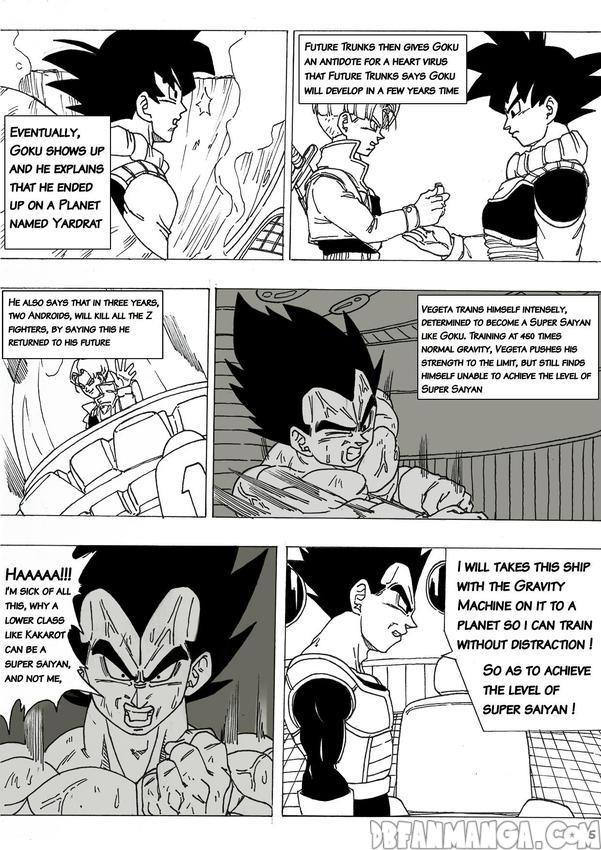 Eventually,
Goku shows up
and he explains
that he ended
up on a Planet
named Yardrat
Future Trunks then gives Goku
an antidote for a heart virus
that Future Trunks says Goku
will develop in a few years time
He also says that in three years,
two Androids, will kill all the Z
fighters, by saying this he
returned to his future
Vegeta trains himself intensely,
determined to become a Super Saiyan
like Goku. Training at 450 times
normal gravity, Vegeta pushes his
strength to the limit, but still finds
himself unable to achieve the level of
Super Saiyan
Haaaaa!!!
I'm sick of all
this, why a
lower class
like Kakarot
can be a
super saiyan,
and not me,
I will takes this ship
with the Gravity
Machine on it to a
planet so i can train
without distraction !
So as to achieve
the level of
super saiyan !
5
DBFANMANGA.COM